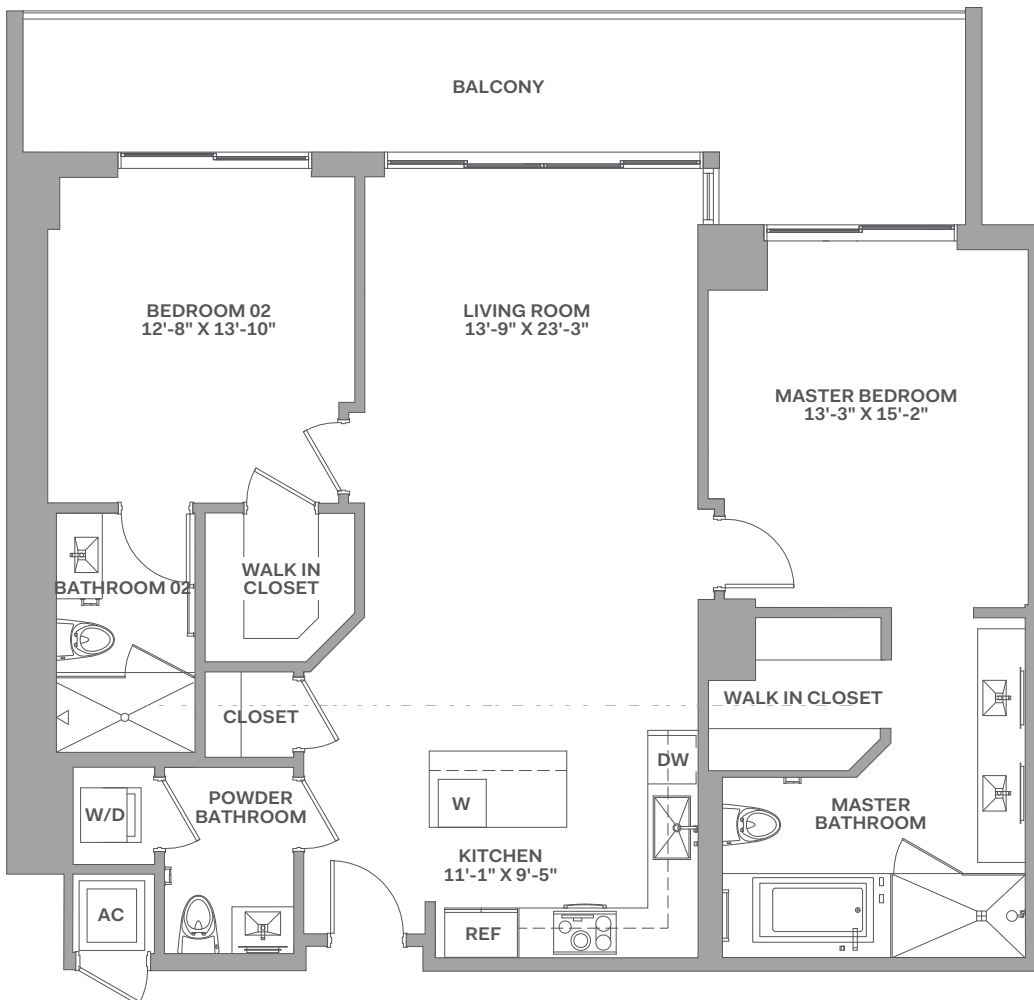 BALCONY
BEDROOM 02
12'-8" X 13'-10"
LIVING ROOM
13'-9" X 23'-3"
MASTER BEDROOM
13'-3" X 15'-2"
BATHROOM 02
WALK IN
CLOSET
WALK IN CLOSET
CLOSET
DW
W/D
POWDER
BATHROOM
W
MASTER
BATHROOM
KITCHEN
11'-1" X 9'-5"
AC
REF